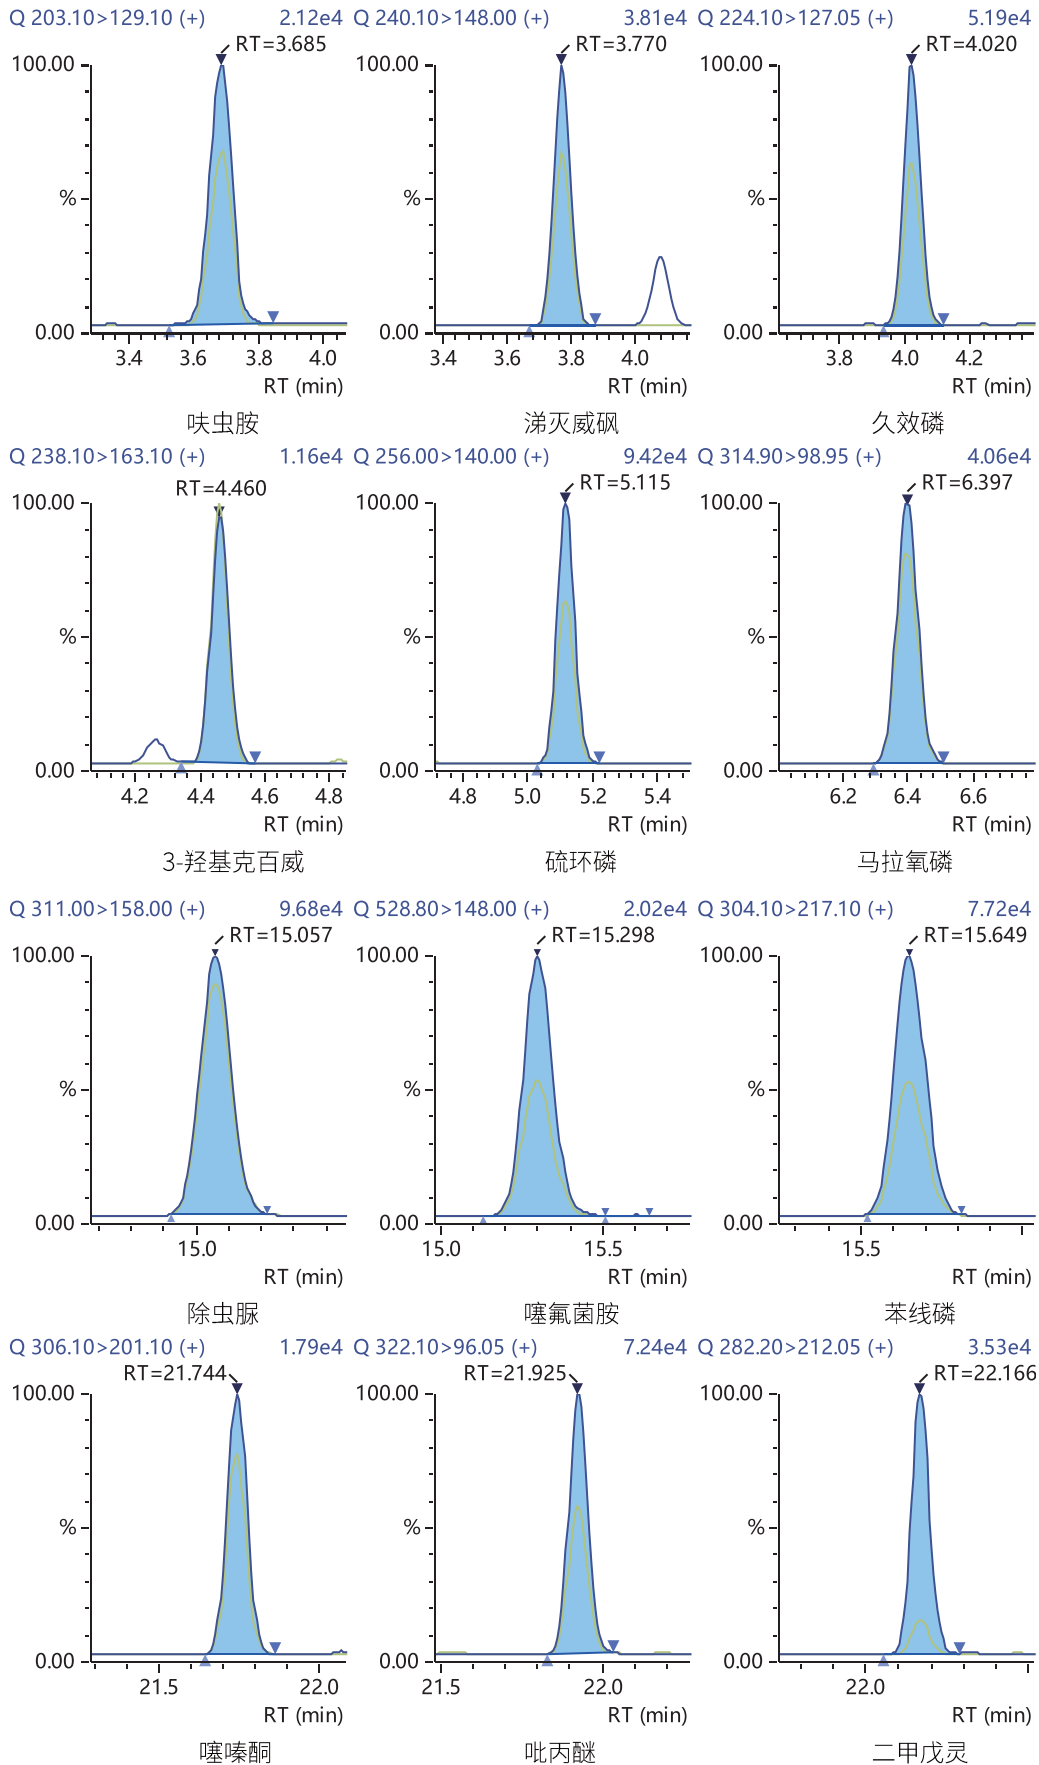 Q 203.10>129.10 (+) 2.12e4 Q 240.10>148.00 (+) 3.81e4 Q 224.10>127.05 (+) 5.19e4
RT=3.685 RT=3.770 RT=4.020
100.00 100.00 100.00
% % %
0.00 0.00 0.00
3.4 3.6 3.8 4.0 3.4 3.6 3.8 4.0 3.8 4.0 4.2
RT (min) RT (min) RT (min)
呋虫胺 涕灭威砜 久效磷
Q 238.10>163.10 (+) 1.16e4 Q 256.00>140.00 (+) 9.42e4 Q 314.90>98.95 (+) 4.06e4
RT=4.460 RT=5.115 RT=6.397
100.00 100.00 100.00
% % %
0.00 0.00 0.00
4.2 4.4 4.6 4.8 4.8 5.0 5.2 5.4 6.2 6.4 6.6
RT (min) RT (min) RT (min)
3-羟基克百威 硫环磷 马拉氧磷
Q 311.00>158.00 (+) 9.68e4 Q 528.80>148.00 (+) 2.02e4 Q 304.10>217.10 (+) 7.72e4
RT=15.057 RT=15.298 RT=15.649
100.00 100.00 100.00
% % %
0.00 0.00 0.00
15.0 15.0 15.5 15.5
RT (min) RT (min) RT (min)
除虫脲 噻氟菌胺 苯线磷
Q 306.10>201.10 (+) 1.79e4 Q 322.10>96.05 (+) 7.24e4 Q 282.20>212.05 (+) 3.53e4
RT=21.744 RT=21.925 RT=22.166
100.00 100.00 100.00
% % %
0.00 0.00 0.00
21.5 22.0 21.5 22.0 22.0
RT (min) RT (min) RT (min)
噻嗪酮 吡丙醚 二甲戊灵